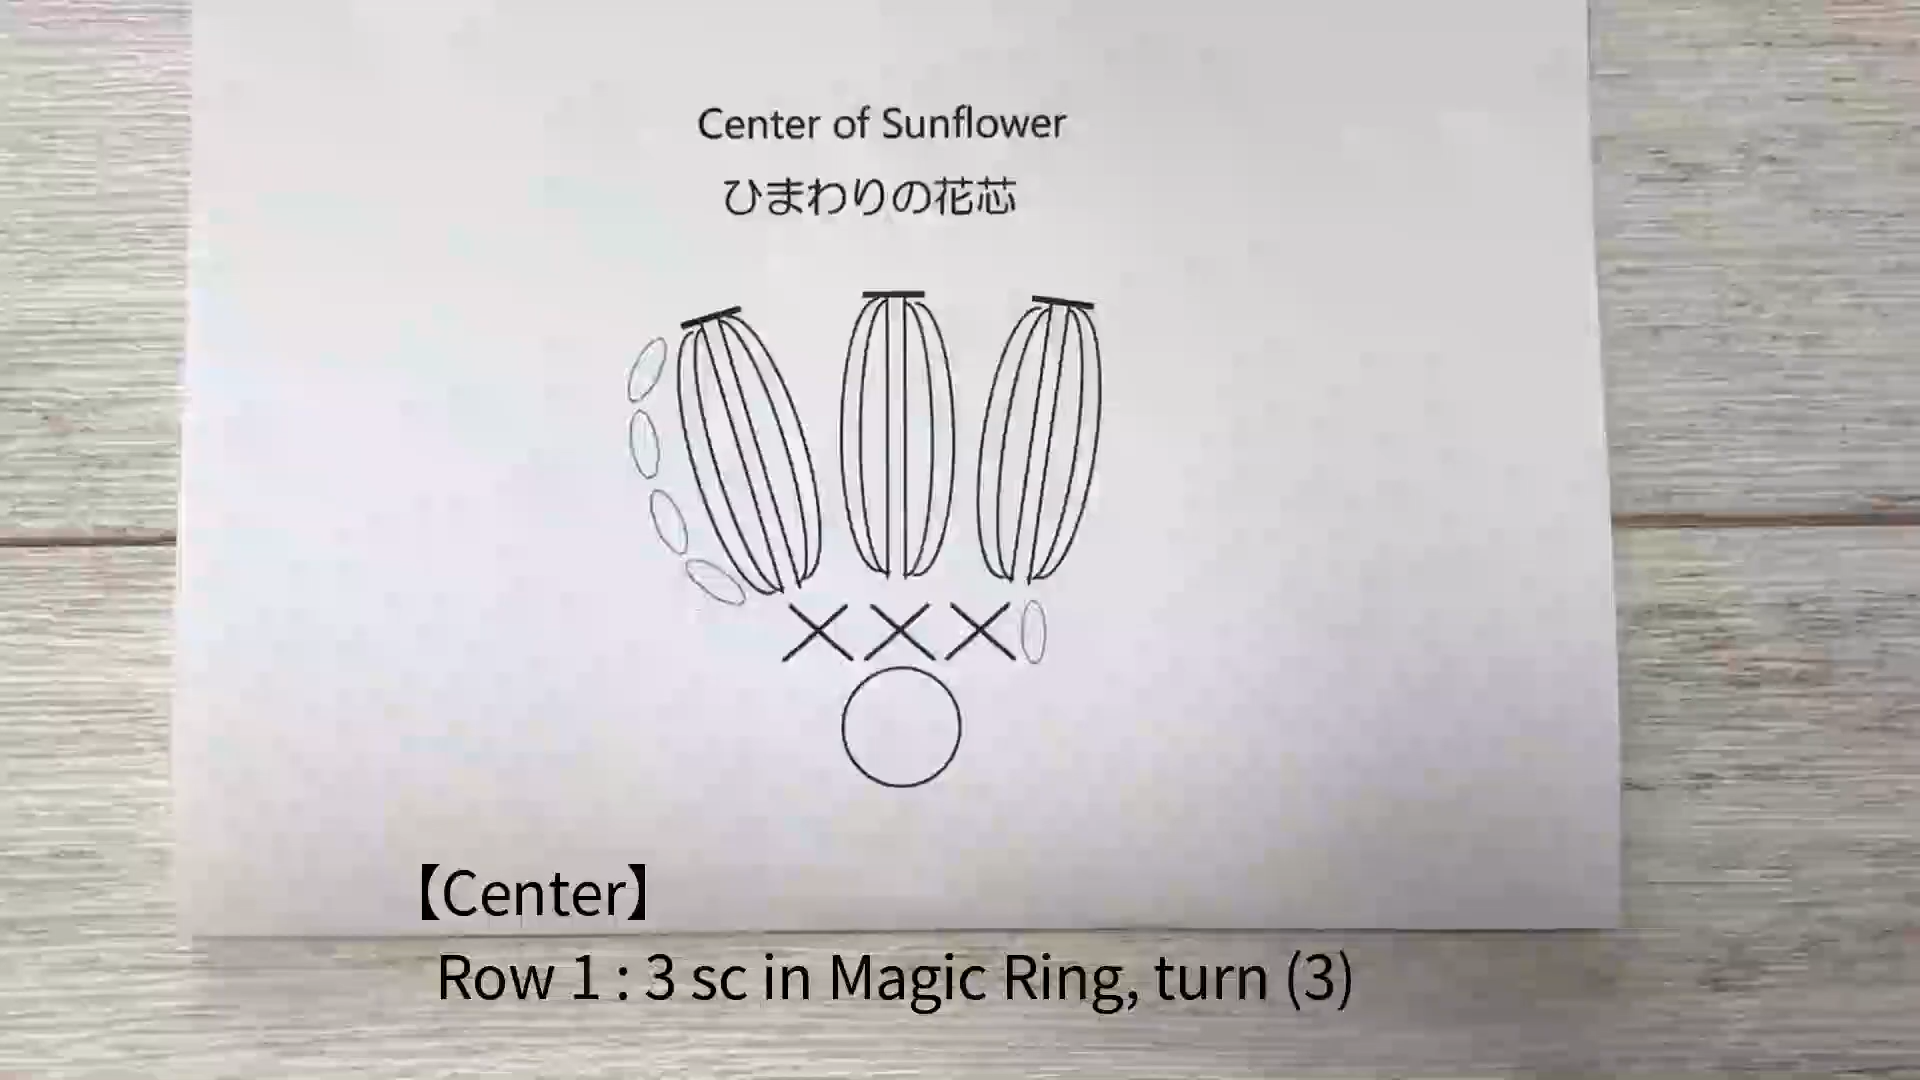 Center of Sunflower
ひまわりの花芯
【Center】
Row 1 : 3 sc in Magic Ring, turn (3)